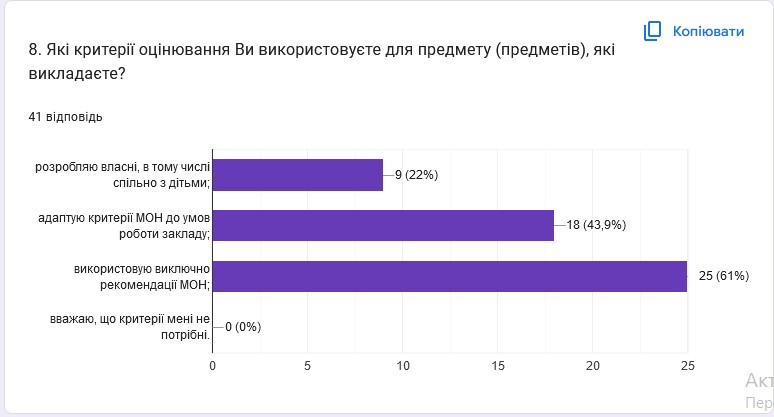 Копіювати
8. Які критерії оцінювання Ви використовуєте для предмету (предметів), які
викладаєте?
41 відповідь
розробляю власні, в тому числі
спільно з дітьми;
9 (22%)
адаптую критерії МОН до умов
роботи закладу;
18 (43,9%)
використовую виключно
рекомендації МОН;
25 (61%)
вважаю, що критерії мені не
потрібні.
0 (0%)
0 5 10 15 20 25